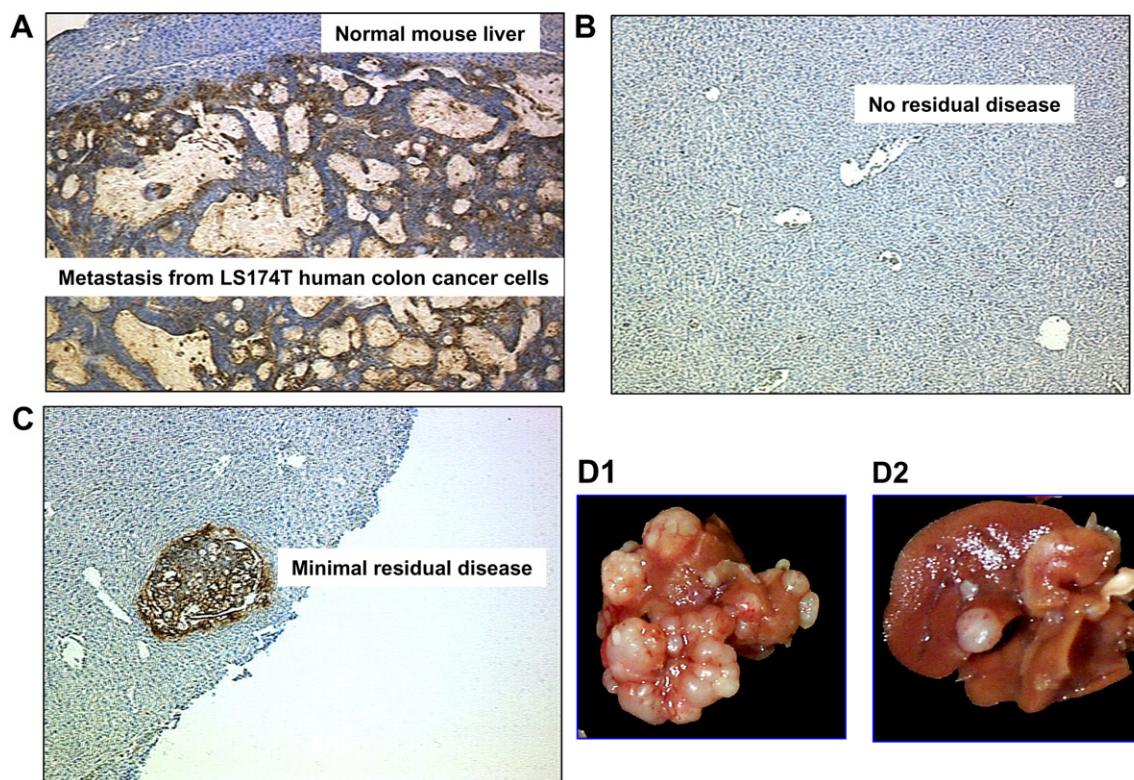 A
Normal mouse liver
Metastasis from LS174T human colon cancer cells
B
No residual disease
C
Minimal residual disease
D1
D2